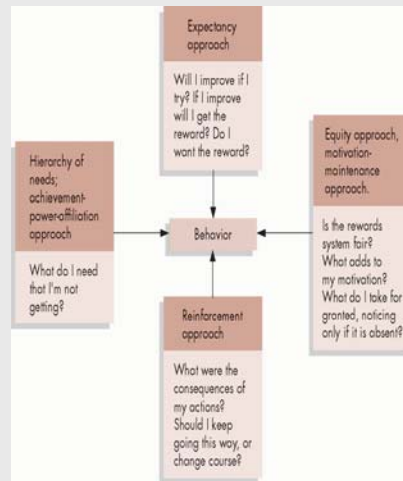 Expectancy
approach
Will I improve if I
try? If I improve
will I get the
reward? Do I
want the reward?
Hierarchy of
needs;
achievement-
power-affiliation
approach
What do I need
that I'm not
getting?
Behavior
Equity approach,
motivation-
maintenance
approach.
Is the rewards
system fair?
What adds to
my motivation?
What do I take for
granted, noticing
only if it is absent?
Reinforcement
approach
What were the
consequences of
my actions?
Should I keep
going this way, or
change course?